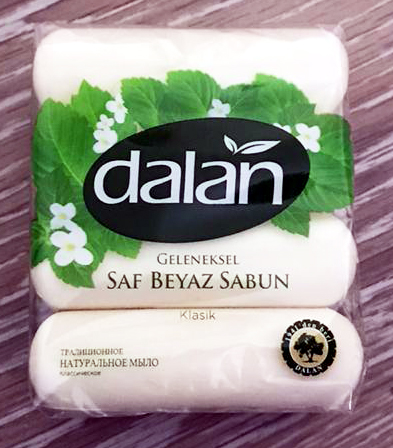 dalan
GELENEKSEL
SAF BEYAZ SABUN
Klasik
ТРАДИЦИОННОЕ
НАТУРАЛЬНОЕ МЫЛО
классическое
DALAN